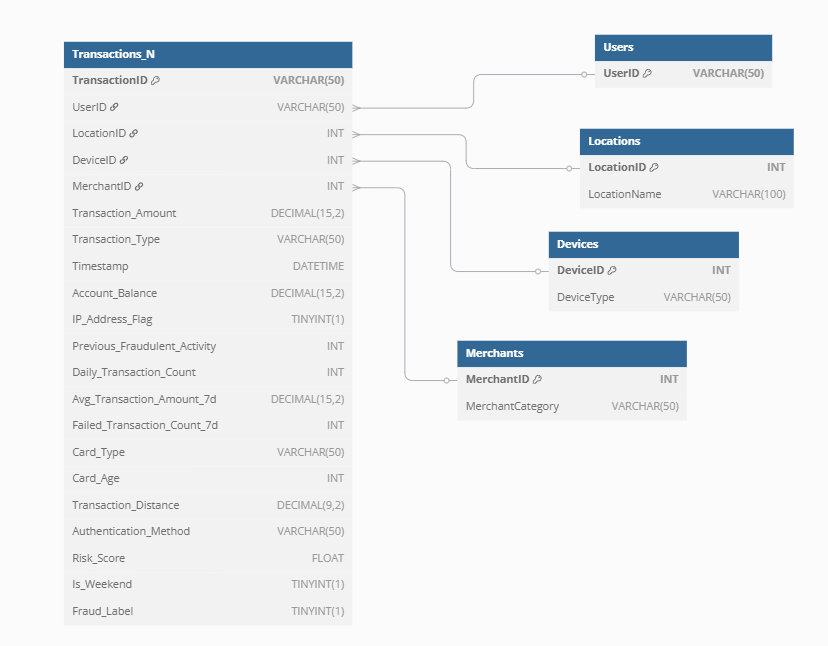 Transactions_N
TransactionID VARCHAR(50)
UserID VARCHAR(50)
LocationID INT
DeviceID INT
MerchantID INT
Transaction_Amount DECIMAL(15,2)
Transaction_Type VARCHAR(50)
Timestamp DATETIME
Account_Balance DECIMAL(15,2)
IP_Address_Flag TINYINT(1)
Previous_Fraudulent_Activity INT
Daily_Transaction_Count INT
Avg_Transaction_Amount_7d DECIMAL(15,2)
Failed_Transaction_Count_7d INT
Card_Type VARCHAR(50)
Card_Age INT
Transaction_Distance DECIMAL(9,2)
Authentication_Method VARCHAR(50)
Risk_Score FLOAT
Is_Weekend TINYINT(1)
Fraud_Label TINYINT(1)
Users
UserID VARCHAR(50)
Locations
LocationID INT
LocationName VARCHAR(100)
Devices
DeviceID INT
DeviceType VARCHAR(50)
Merchants
MerchantID INT
MerchantCategory VARCHAR(50)